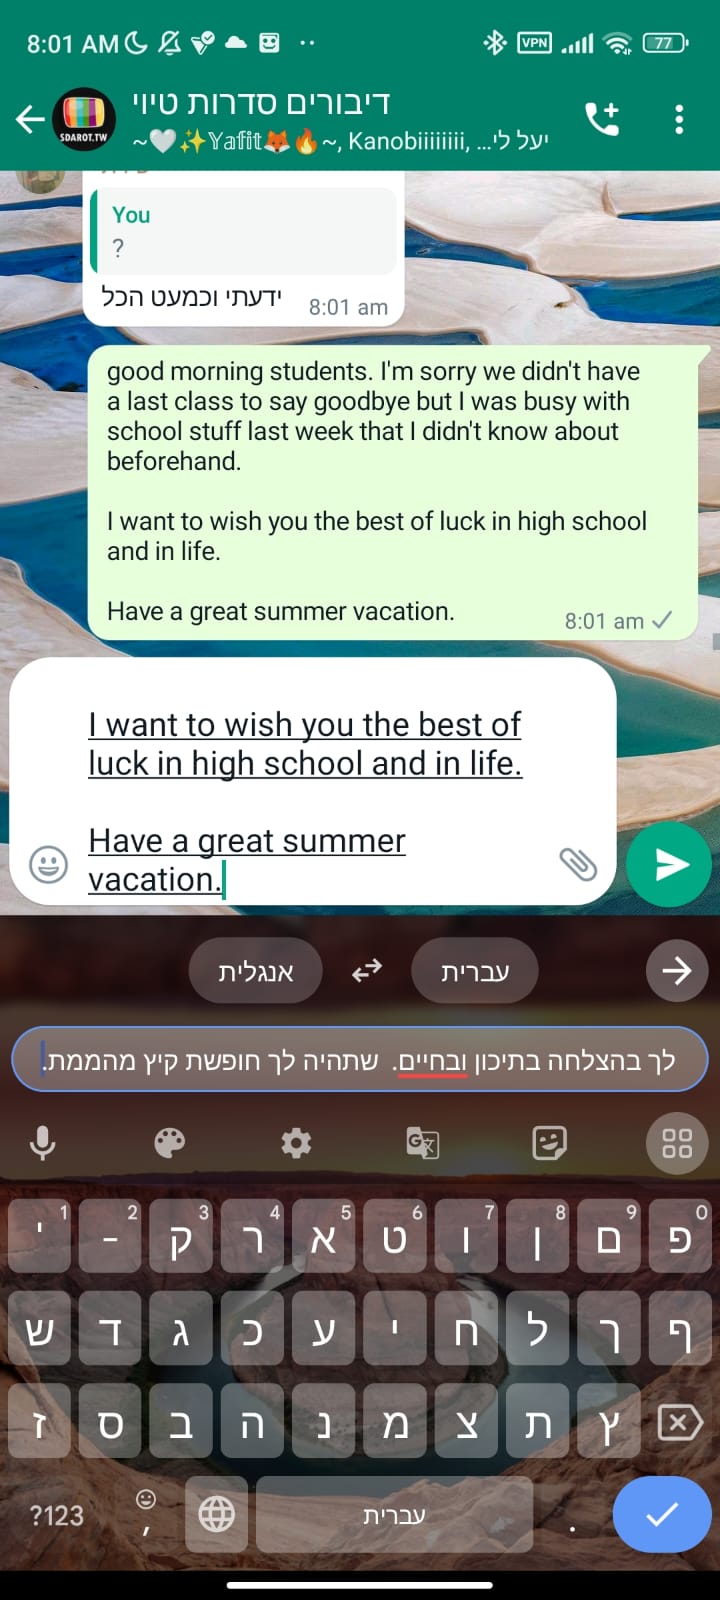 8:01 AM
VPN
77
SDAROT.TW
דיבורים סדרות טיוי
~🤍✨𝕐𝕒𝕗𝕚𝕥🦊🔥~, Kanobiiiiiiii, ...יעל לי
You
?
ידעתי וכמעט הכל
8:01 am
good morning students. I'm sorry we didn't have
a last class to say goodbye but I was busy with
school stuff last week that I didn't know about
beforehand.
I want to wish you the best of luck in high school
and in life.
Have a great summer vacation.
8:01 am
I want to wish you the best of
luck in high school and in life.
Have a great summer
vacation.
אנגלית
עברית
לך בהצלחה בתיכון ובחיים. שתהיה לך חופשת קיץ מהממת.
' 1 - 2 ק 3 ר 4 א 5 ט 6 ו 7 ן 8 ם 9 פ 0
ש ד ג כ ע י ח ל ך ף
ז ס ב ה נ מ צ ת ץ
?123
,
עברית
.